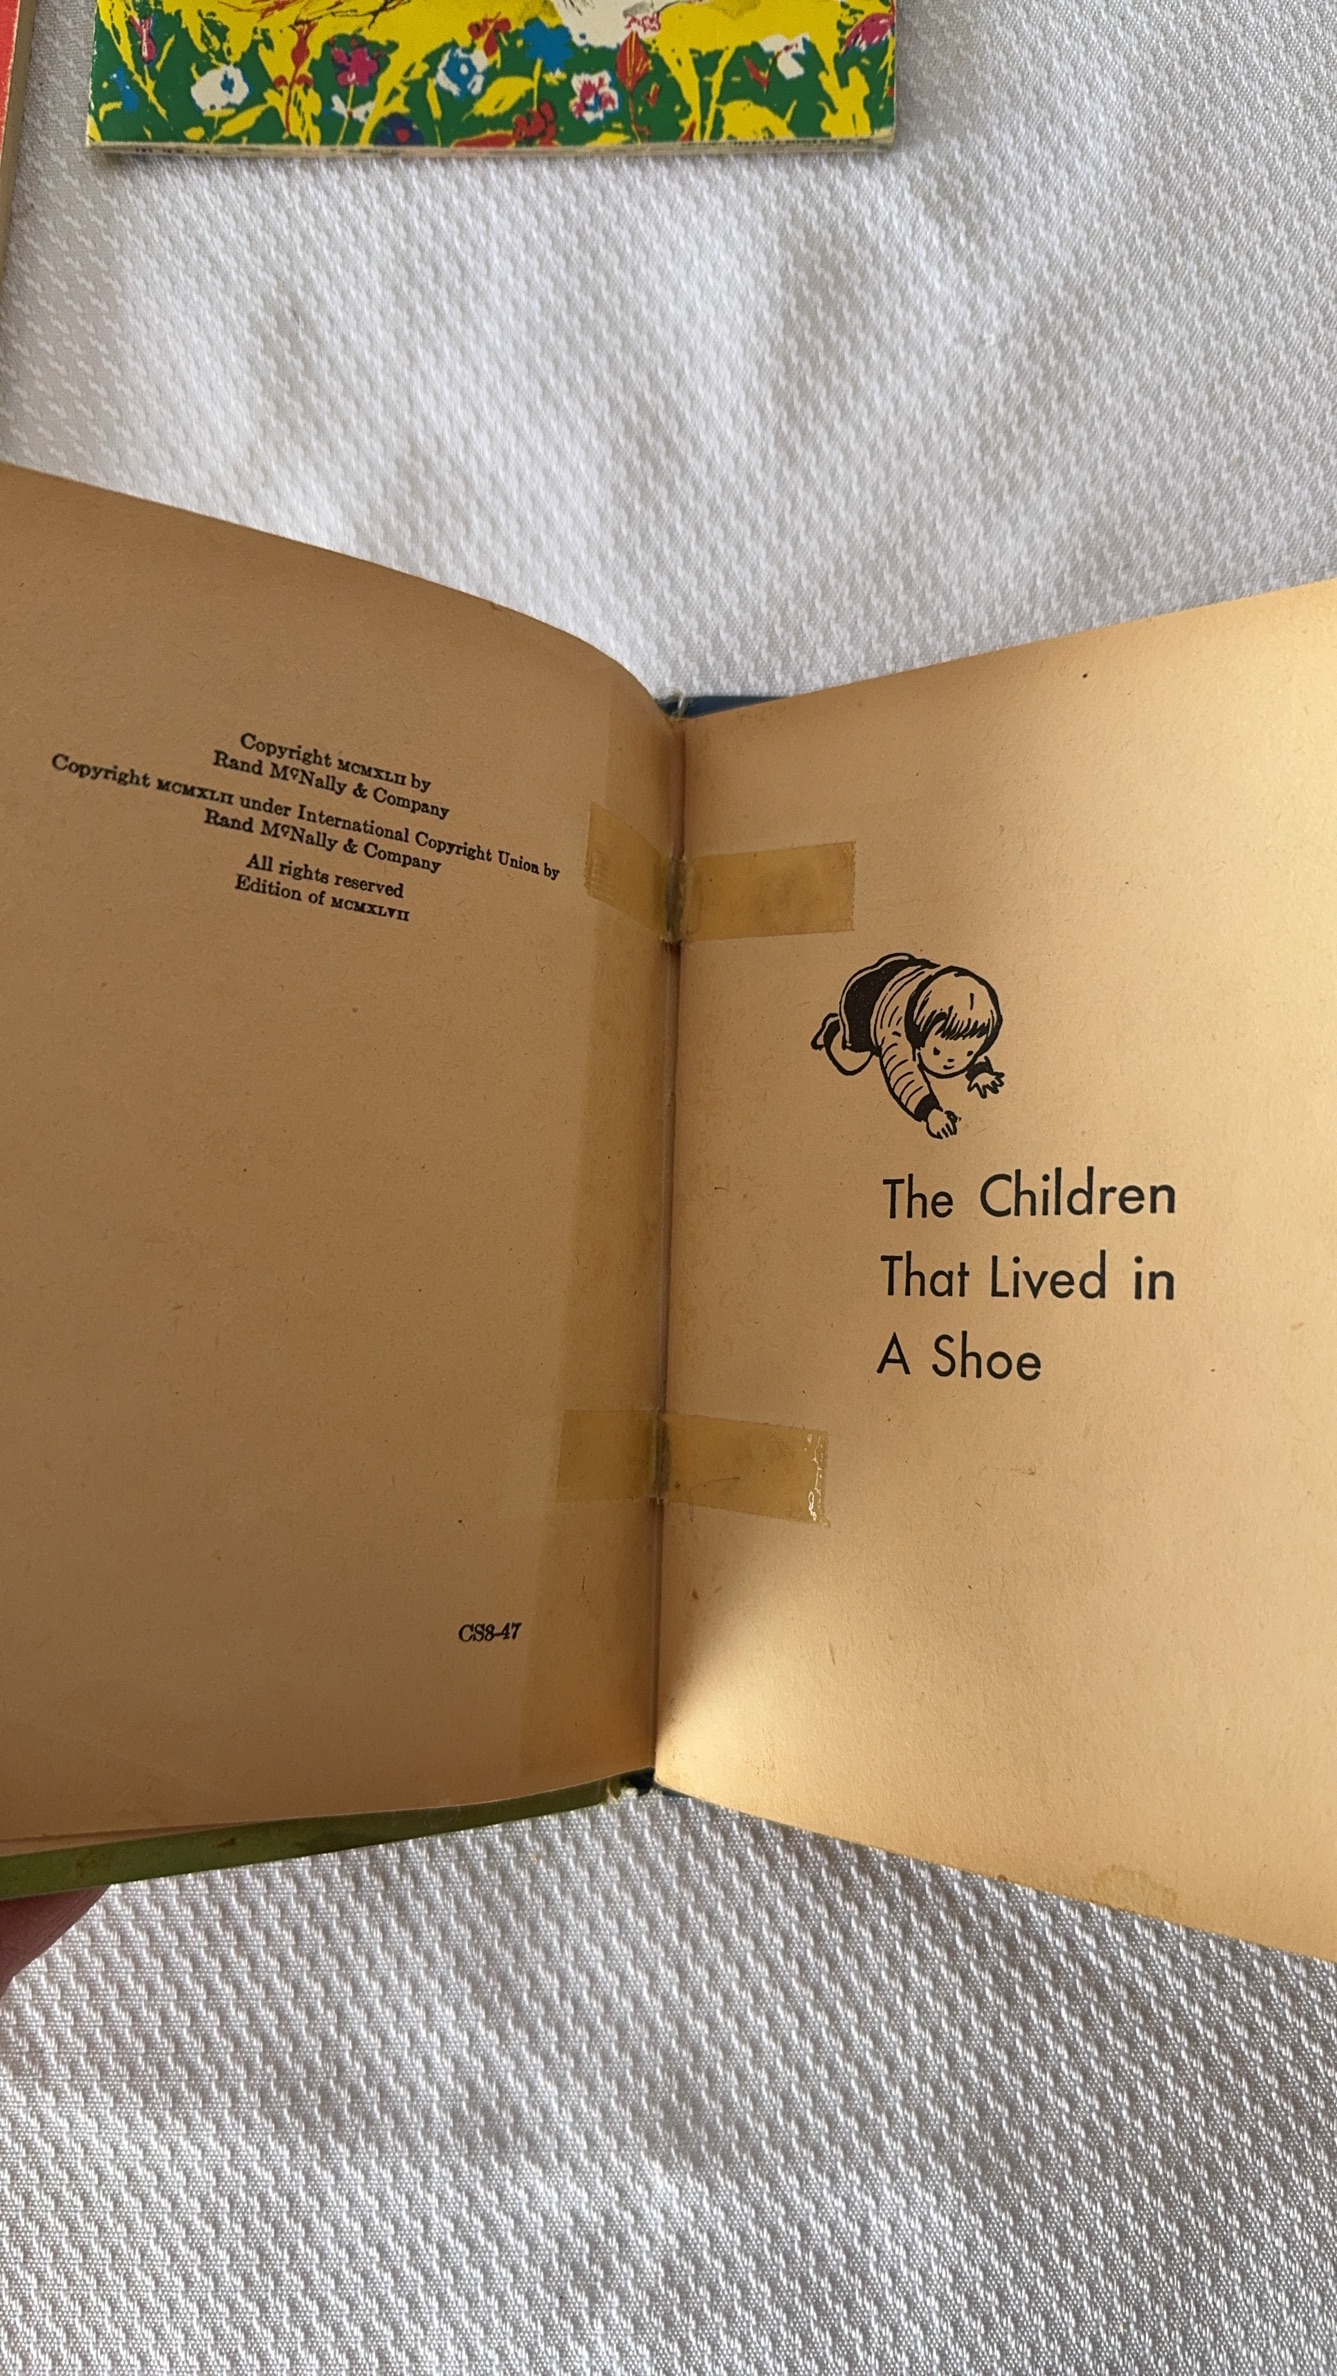 Copyright MCMXLII by
Rand McNally & Company
Copyright MCMXLII under International Copyright Union by
Rand McNally & Company
All rights reserved
Edition of MCMXLVII
CS8-47
The Children
That Lived in
A Shoe